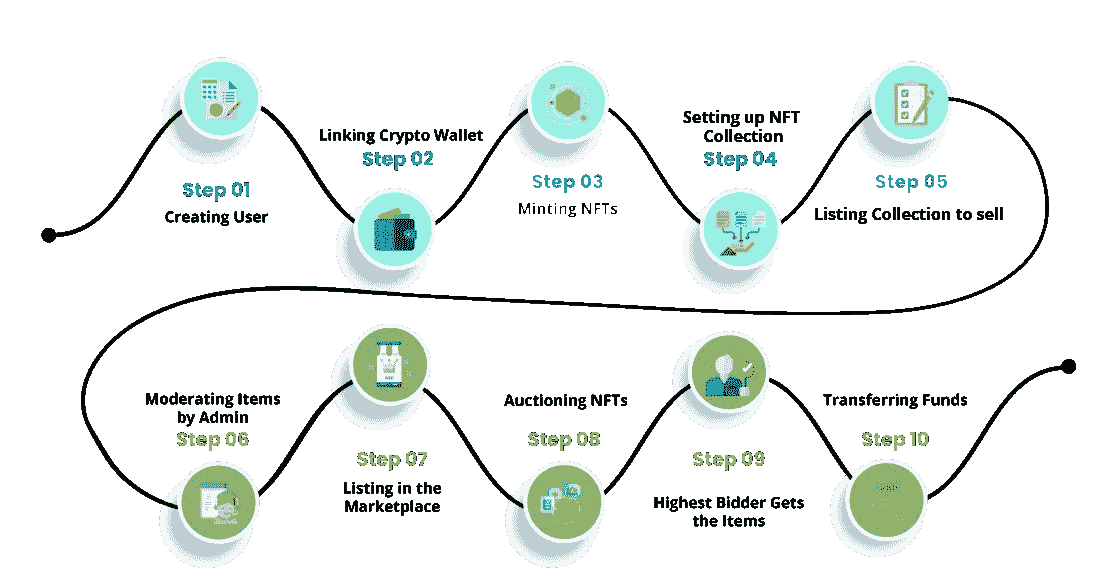 Step 01
Creating User
Linking Crypto Wallet
Step 02
Step 03
Minting NFTs
Setting up NFT
Collection
Step 04
Step 05
Listing Collection to sell
Moderating Items
by Admin
Step 06
Step 07
Listing in the
Marketplace
Auctioning NFTs
Step 08
Step 09
Highest Bidder Gets
the Items
Transferring Funds
Step 10